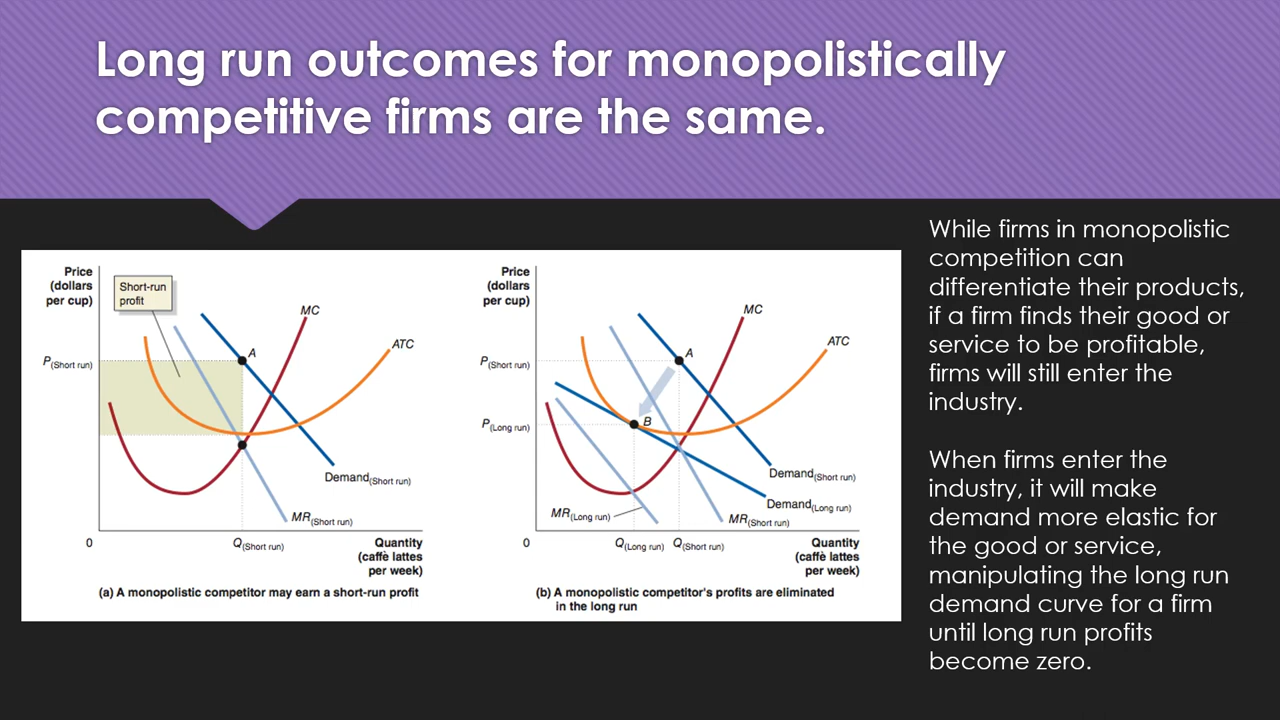 Long run outcomes for monopolistically
competitive firms are the same.
While firms in monopolistic
competition can
differentiate their products,
if a firm finds their good or
service to be profitable,
firms will still enter the
industry.
When firms enter the
industry, it will make
demand more elastic for
the good or service,
manipulating the long run
demand curve for a firm
until long run profits
become zero.
Price
(dollars
per cup)
Short-run
profit
MC
A
ATC
P(Short run)
Demand(Short run)
MR(Short run)
0
Q(Short run)
Quantity
(caffè lattes
per week)
(a) A monopolistic competitor may earn a short-run profit
Price
(dollars
per cup)
MC
A
ATC
P(Short run)
B
P(Long run)
Demand(Short run)
Demand(Long run)
MR(Long run)
MR(Short run)
0
Q(Long run)
Q(Short run)
Quantity
(caffè lattes
per week)
(b) A monopolistic competitor's profits are eliminated
in the long run